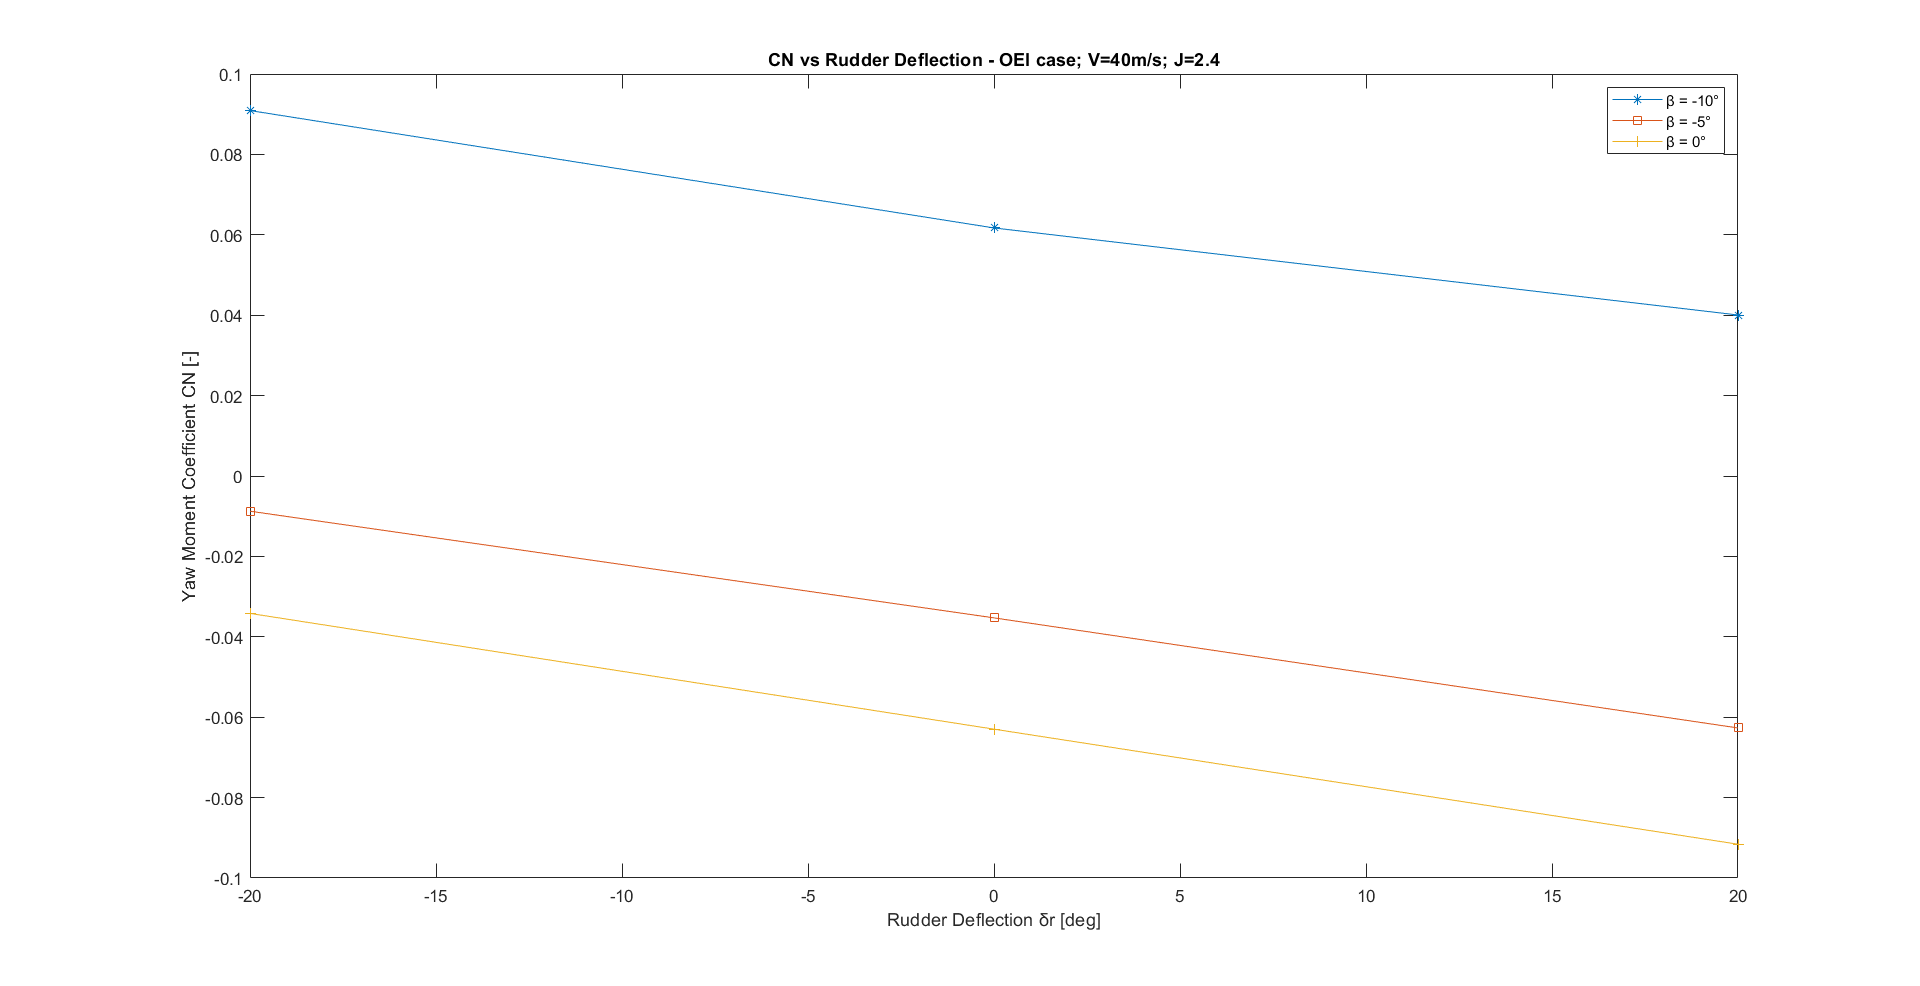 CN vs Rudder Deflection - OEI case; V=40m/s; J=2.4
β = -10°
β = -5°
β = 0°
Yaw Moment Coefficient CN [-]
0.1
0.08
0.06
0.04
0.02
0
-0.02
-0.04
-0.06
-0.08
-0.1
-20 -15 -10 -5 0 5 10 15 20
Rudder Deflection δr [deg]